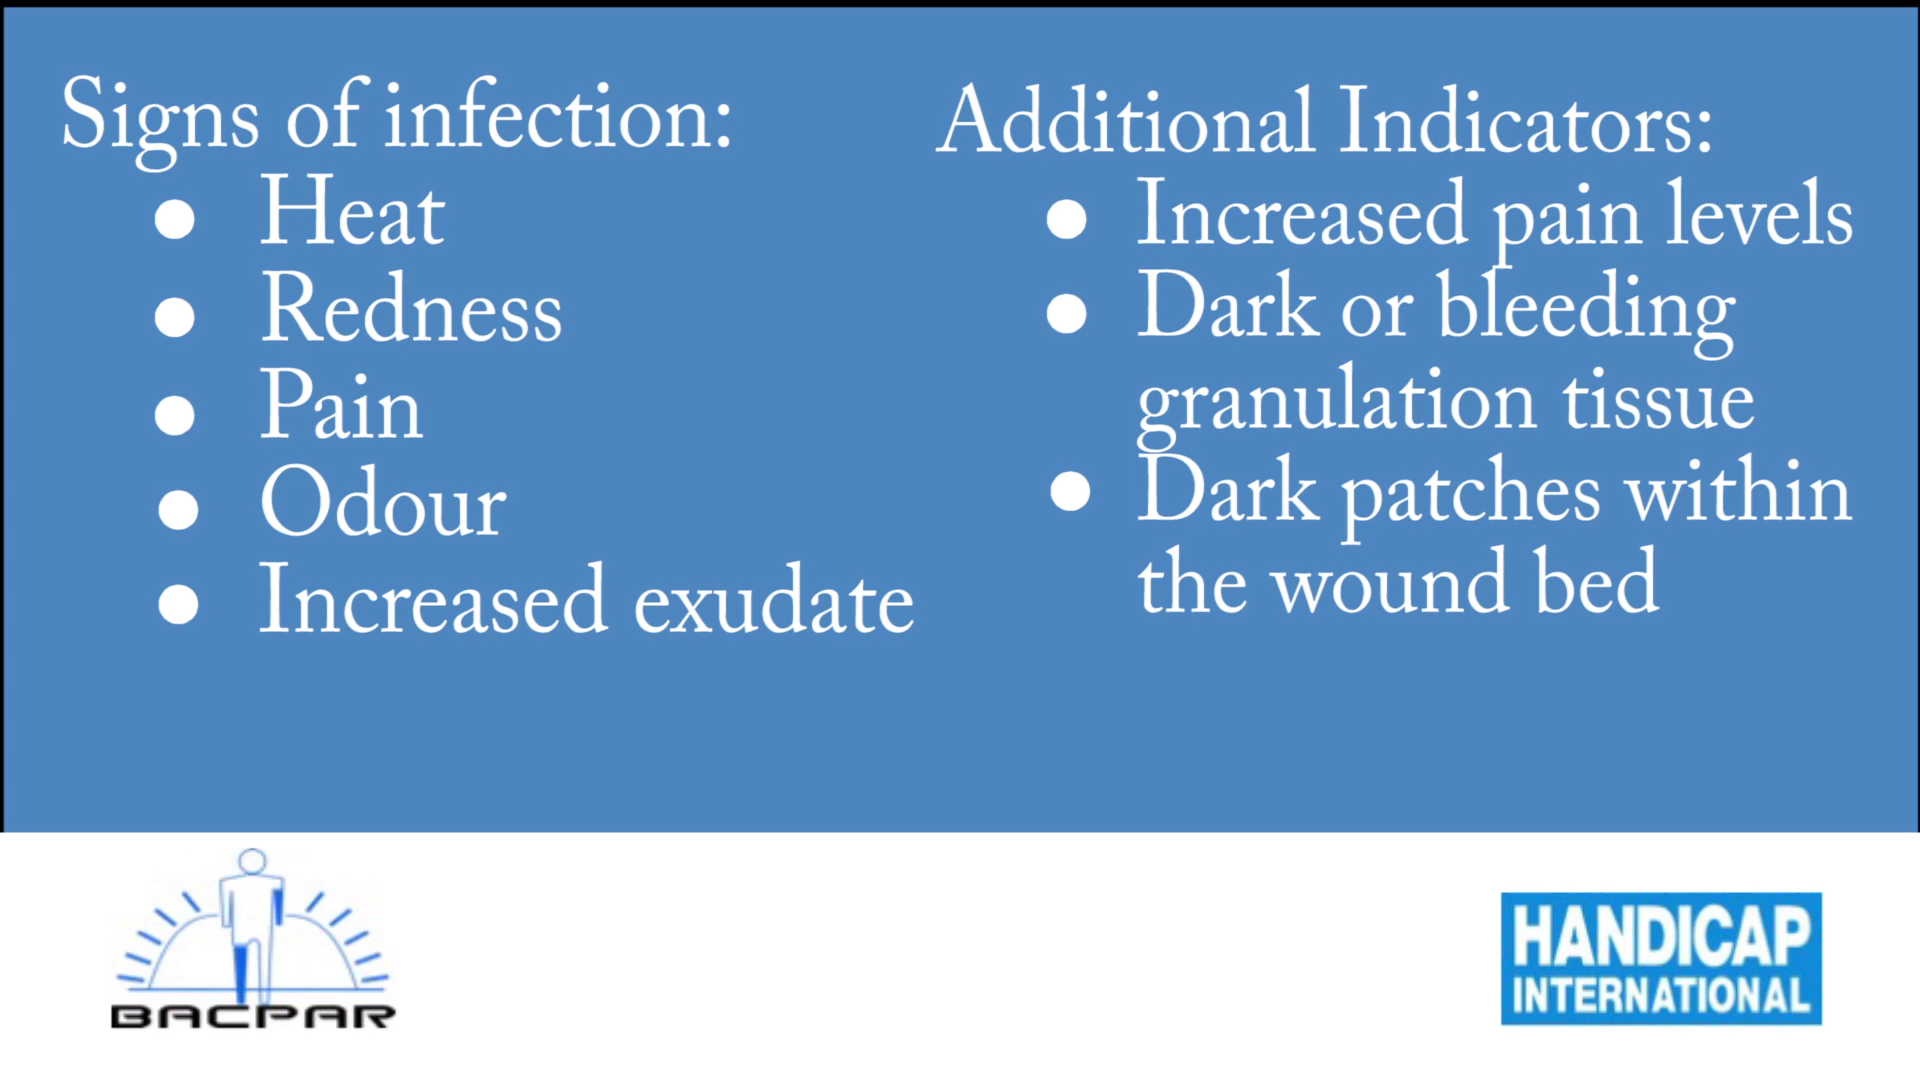 Signs of infection:
● Heat
● Redness
● Pain
● Odour
● Increased exudate
Additional Indicators:
● Increased pain levels
● Dark or bleeding
granulation tissue
● Dark patches within
the wound bed
BACPAR
HANDICAP
INTERNATIONAL